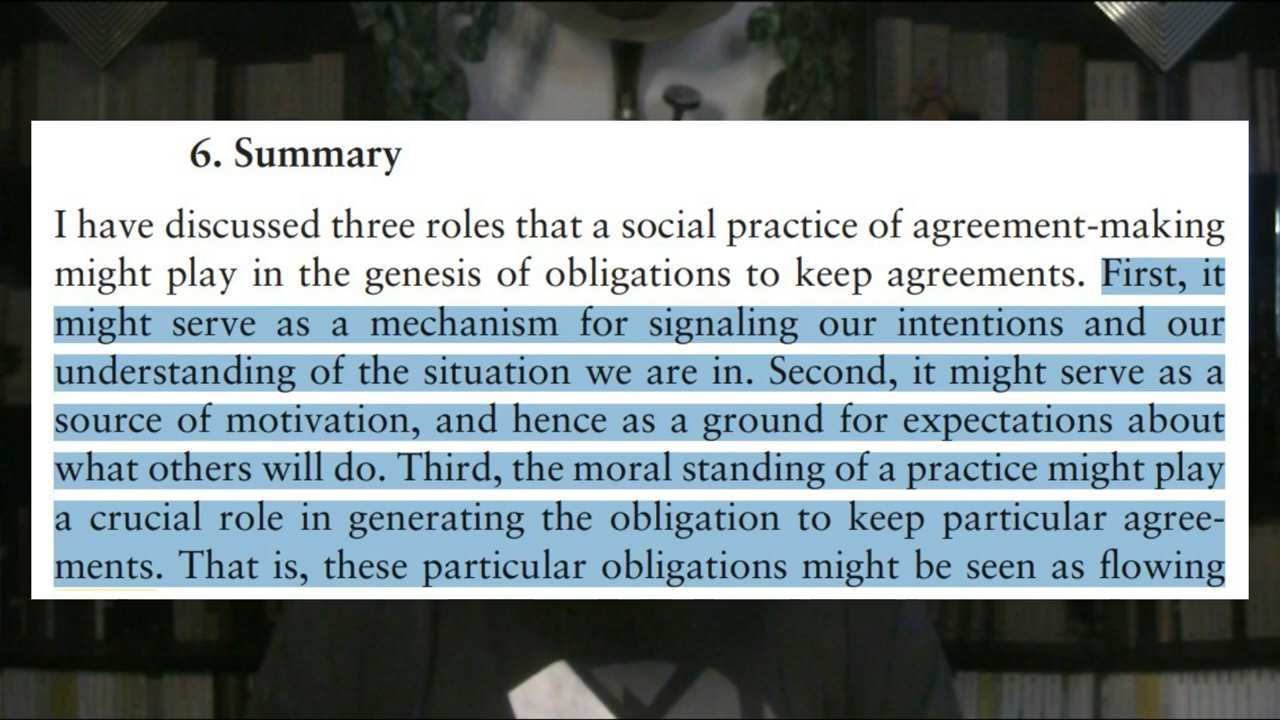 6. Summary
I have discussed three roles that a social practice of agreement-making
might play in the genesis of obligations to keep agreements. First, it
might serve as a mechanism for signaling our intentions and our
understanding of the situation we are in. Second, it might serve as a
source of motivation, and hence as a ground for expectations about
what others will do. Third, the moral standing of a practice might play
a crucial role in generating the obligation to keep particular agree-
ments. That is, these particular obligations might be seen as flowing